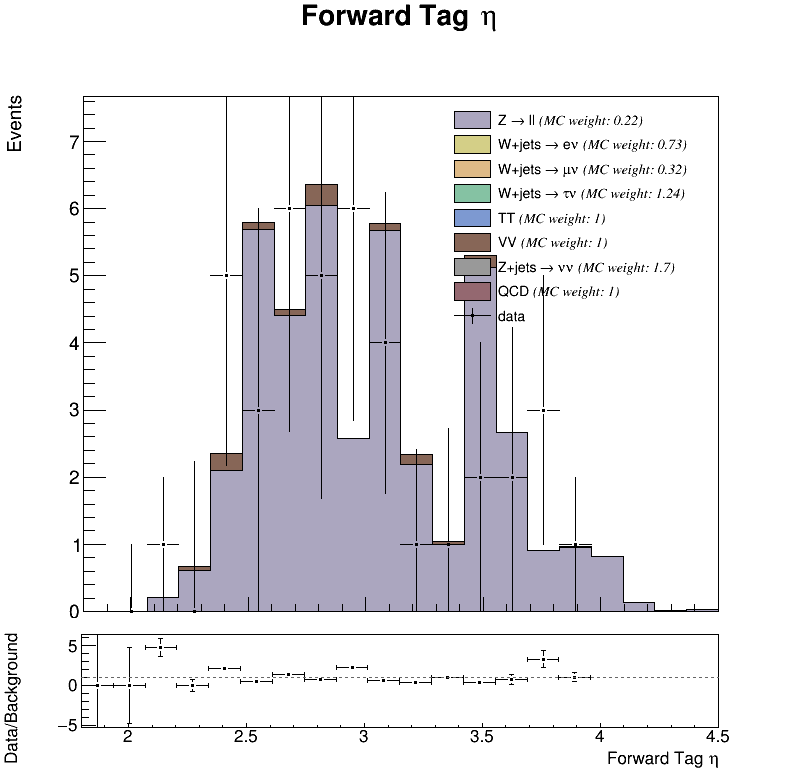 Forward Tag η
Events
7
6
5
4
3
2
1
0
Z → ll (MC weight: 0.22)
W+jets → eν (MC weight: 0.73)
W+jets → μν (MC weight: 0.32)
W+jets → τν (MC weight: 1.24)
TT (MC weight: 1)
VV (MC weight: 1)
Z+jets → νν (MC weight: 1.7)
QCD (MC weight: 1)
data
Data/Background
5
0
−5
2 2.5 3 3.5 4 4.5
Forward Tag η